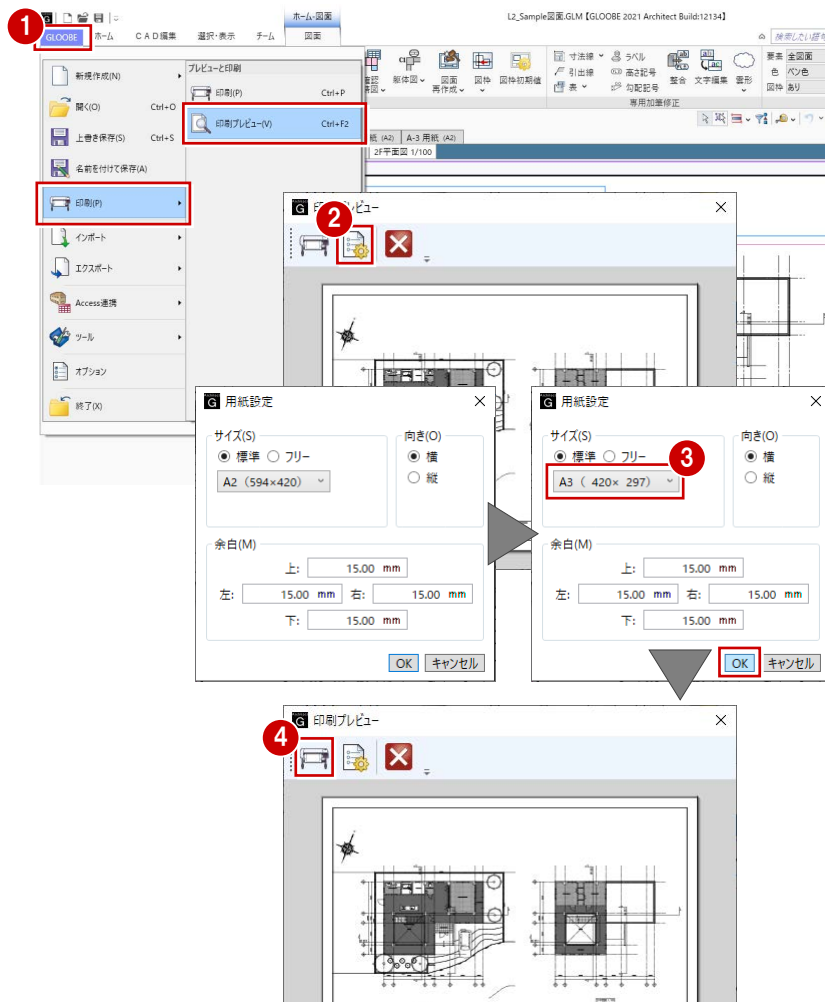 1
ホーム-図面
L2_Sample図面.GLM【GLOOBE 2021 Architect Build:12134】
GLOOBE ホーム CAD編集 選択・表示 チーム 図面
検索したい語句
新規作成(N)
開く(O) Ctrl+O
上書き保存(S) Ctrl+S
名前を付けて保存(A)
印刷(P)
インポート
エクスポート
Access連携
ツール
オプション
終了(X)
プレビューと印刷
印刷(P) Ctrl+P
印刷プレビュー(V) Ctrl+F2
躯体図 図面再作成 図枠 図枠初期値
寸法線 ラベル
引出線 高さ記号
表 勾配記号
整合 文字編集 雲形
専用加筆修正
要素 全図面
色 ペン色
図枠 あり
紙 (A2) A-3 用紙 (A2)
2F平面図 1/100
2
G
ビュー
G 用紙設定
サイズ(S)
標準 フリー
A2 (594×420)
向き(O)
横
縦
余白(M)
上: 15.00 mm
左: 15.00 mm 右: 15.00 mm
下: 15.00 mm
OK キャンセル
G 用紙設定
サイズ(S)
標準 フリー
3
A3 ( 420× 297)
向き(O)
横
縦
余白(M)
上: 15.00 mm
左: 15.00 mm 右: 15.00 mm
下: 15.00 mm
OK キャンセル
G 印刷プレビュー
4